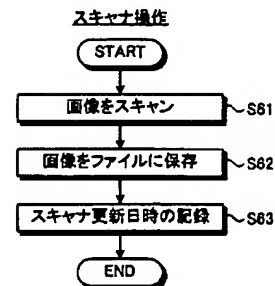 スキャナ操作
START
画像をスキャン
S61
画像をファイルに保存
S62
スキャナ更新日時の記録
S63
END